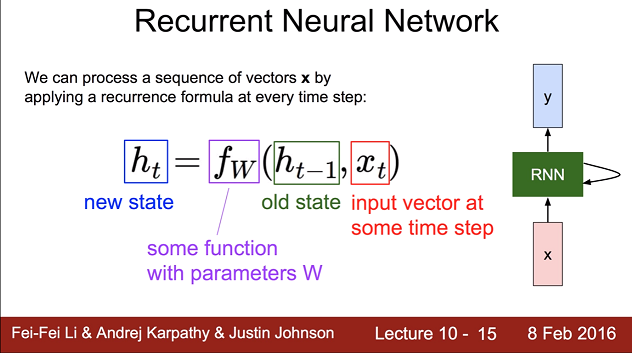 Recurrent Neural Network
We can process a sequence of vectors x by
applying a recurrence formula at every time step:
h_t = f_W(h_{t-1}, x_t)
new state
old state
input vector at
some time step
some function
with parameters W
y
RNN
x
Fei-Fei Li & Andrej Karpathy & Justin Johnson
Lecture 10 - 15
8 Feb 2016